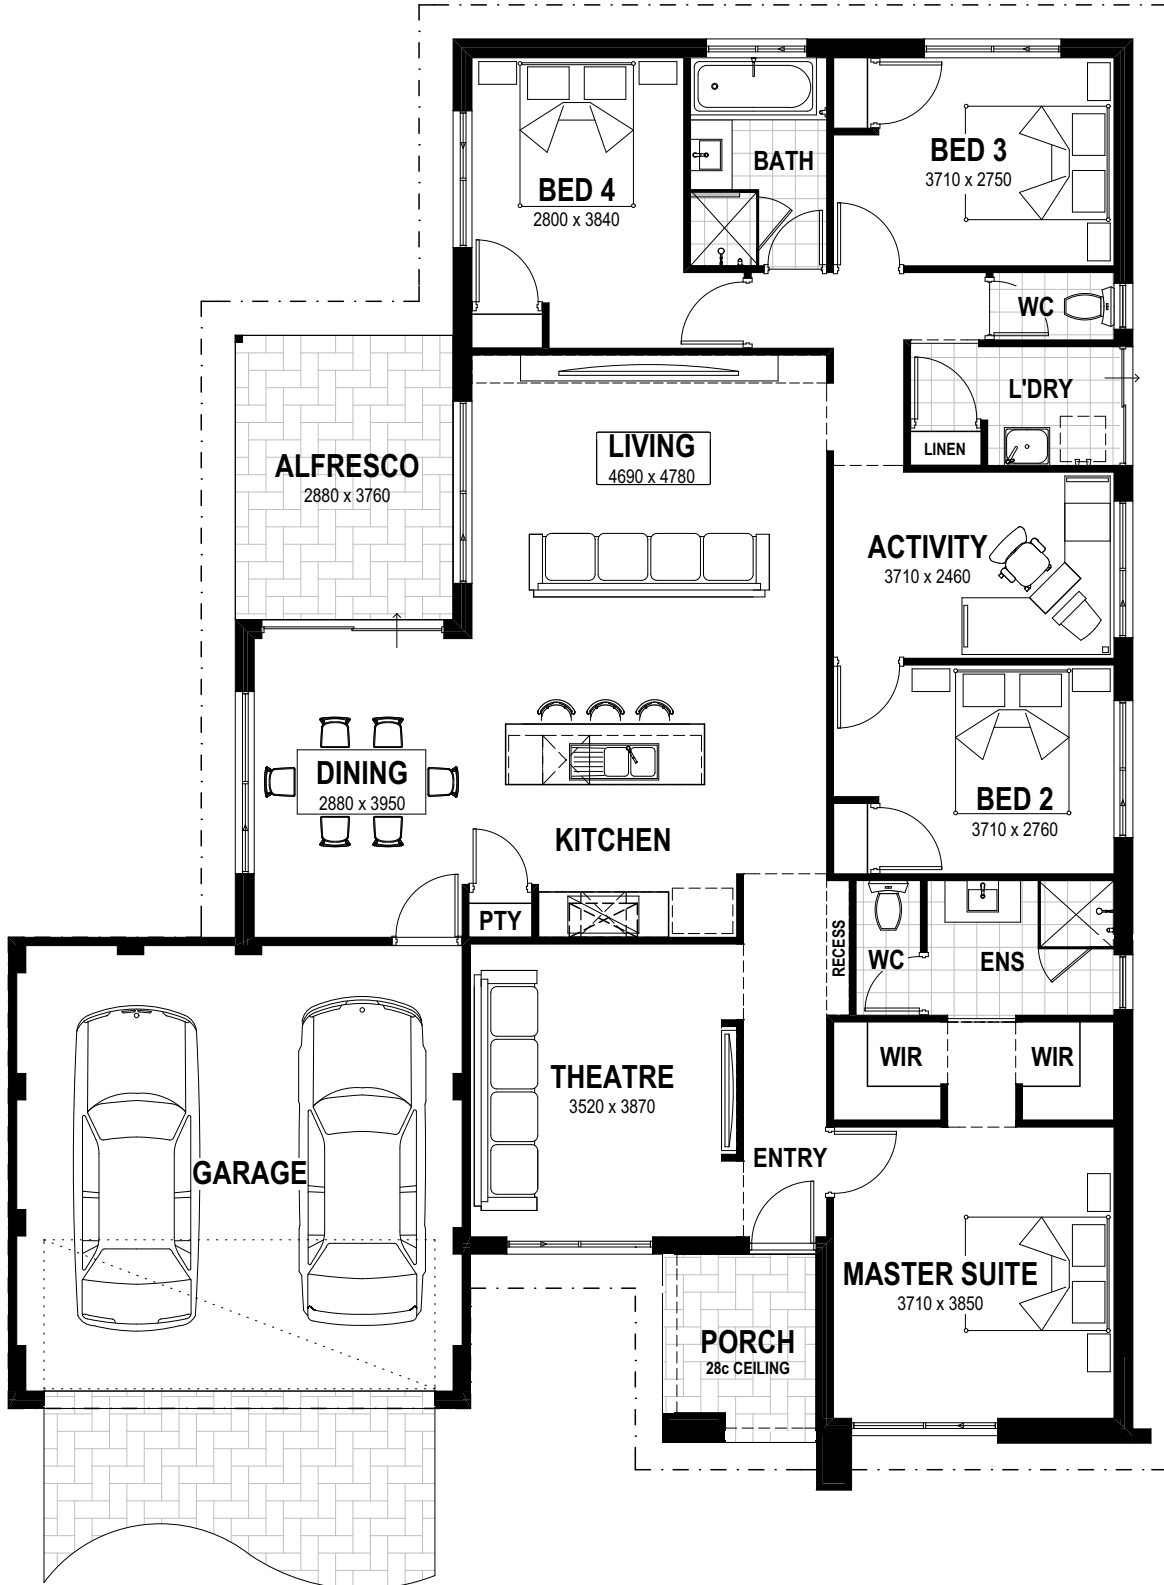 BED 4
2800 x 3840
BATH
BED 3
3710 x 2750
WC
L'DRY
LINEN
ALFRESCO
2880 x 3760
LIVING
4690 x 4780
ACTIVITY
3710 x 2460
DINING
2880 x 3950
KITCHEN
BED 2
3710 x 2760
PTY
RECESS
WC
ENS
WIR
WIR
THEATRE
3520 x 3870
GARAGE
ENTRY
MASTER SUITE
3710 x 3850
PORCH
28c CEILING